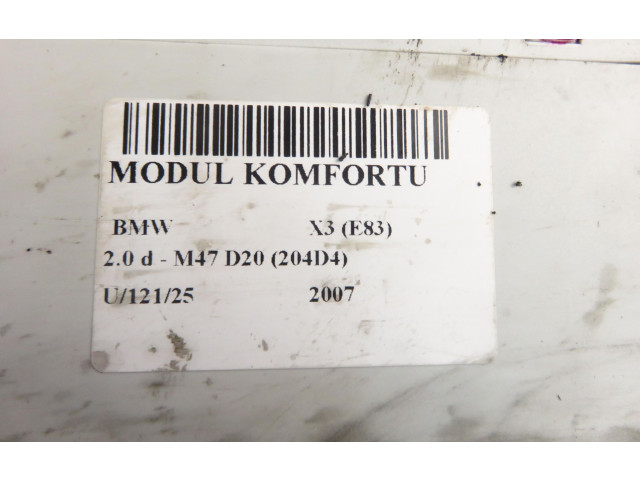 MODUL KOMFORTU
BMW X3 (E83)
2.0 d - M47 D20 (204D4)
U/121/25 2007